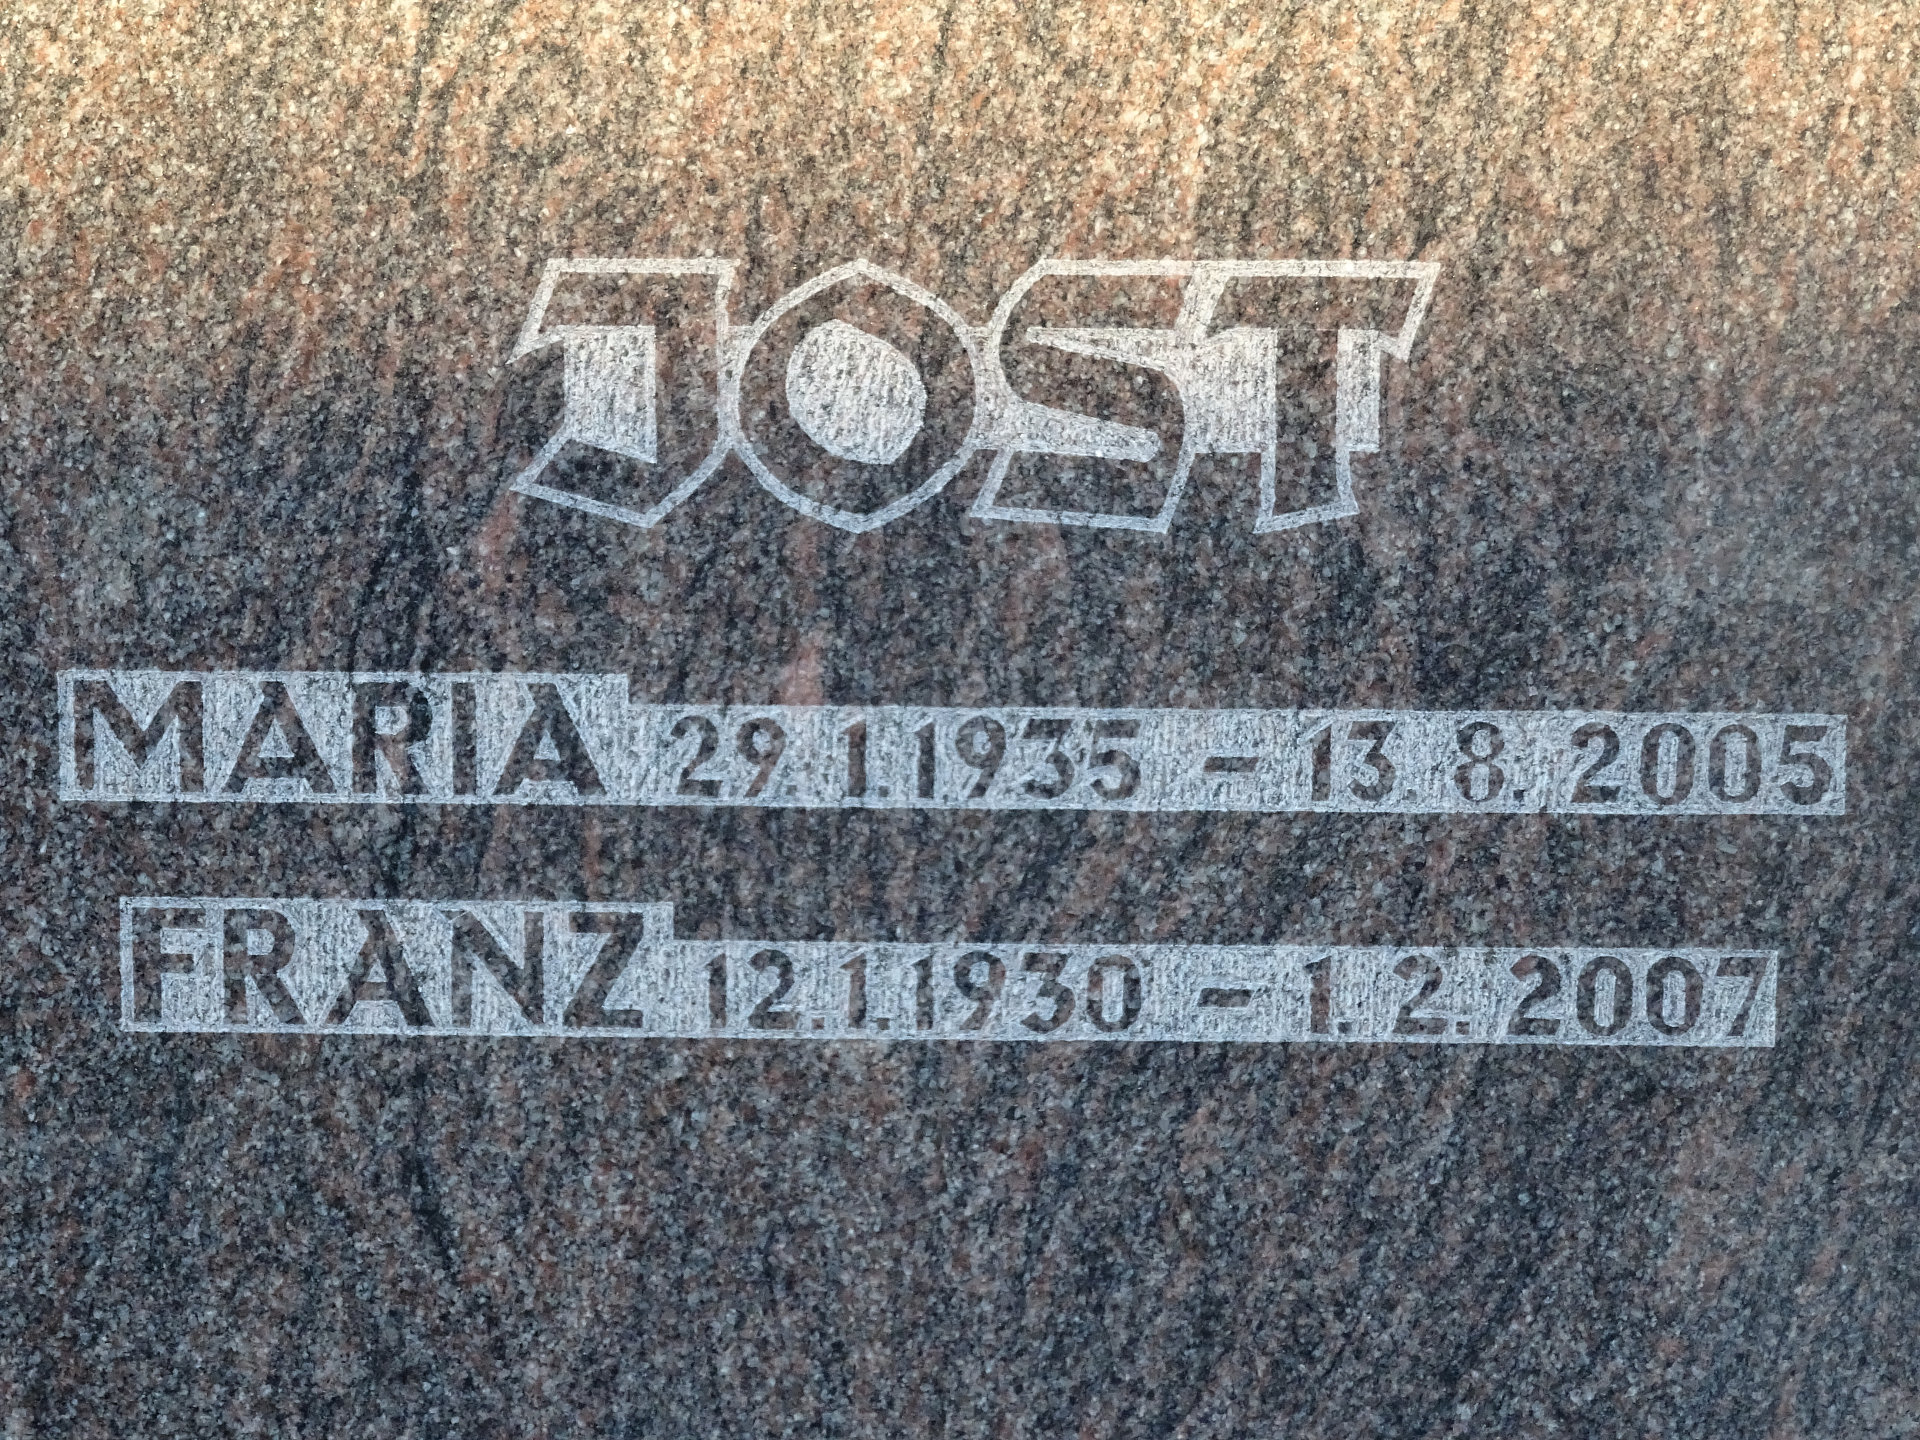 JOST
MARIA 29.1.1935 – 13.8.2005
FRANZ 12.1.1930 – 1.2.2007